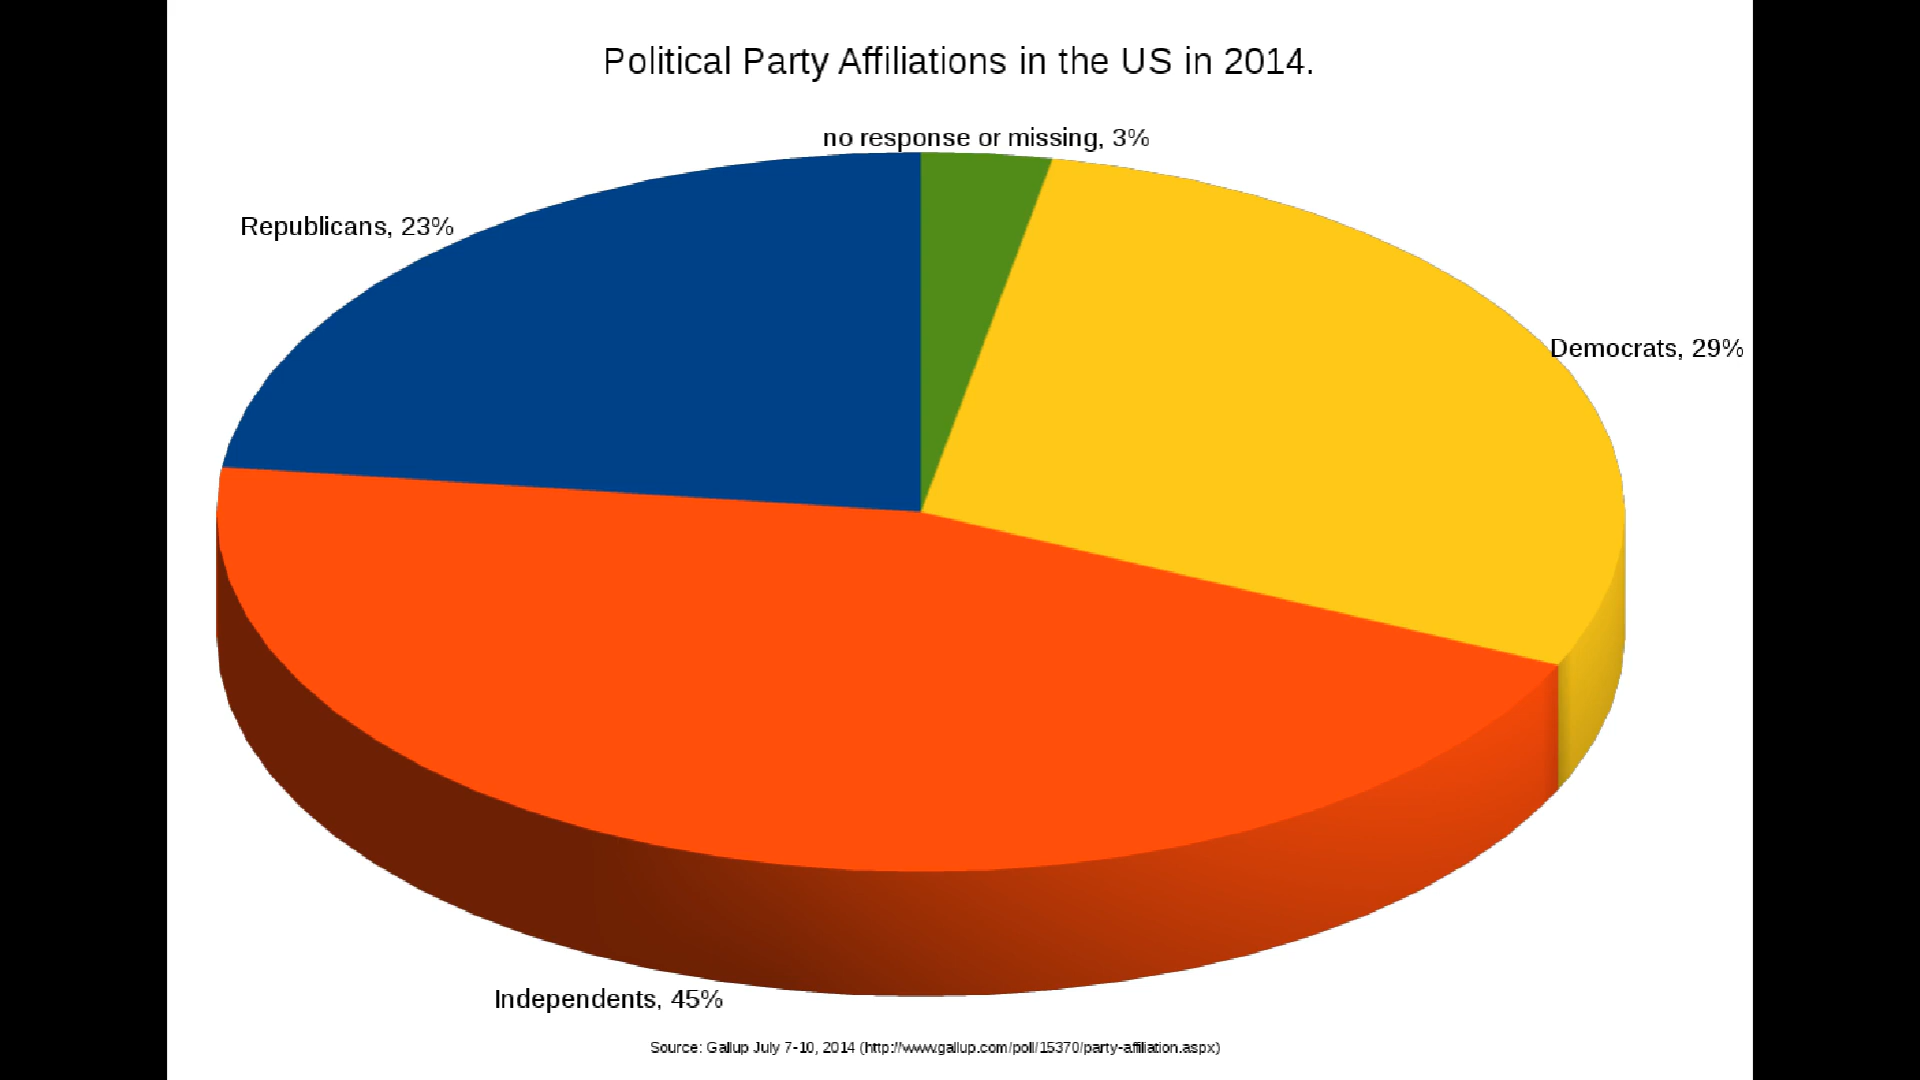 Political Party Affiliations in the US in 2014.
no response or missing, 3%
Republicans, 23%
Democrats, 29%
Independents, 45%
Source: Gallup July 7-10, 2014 (http://www.gallup.com/poll/15370/party-affiliation.aspx)